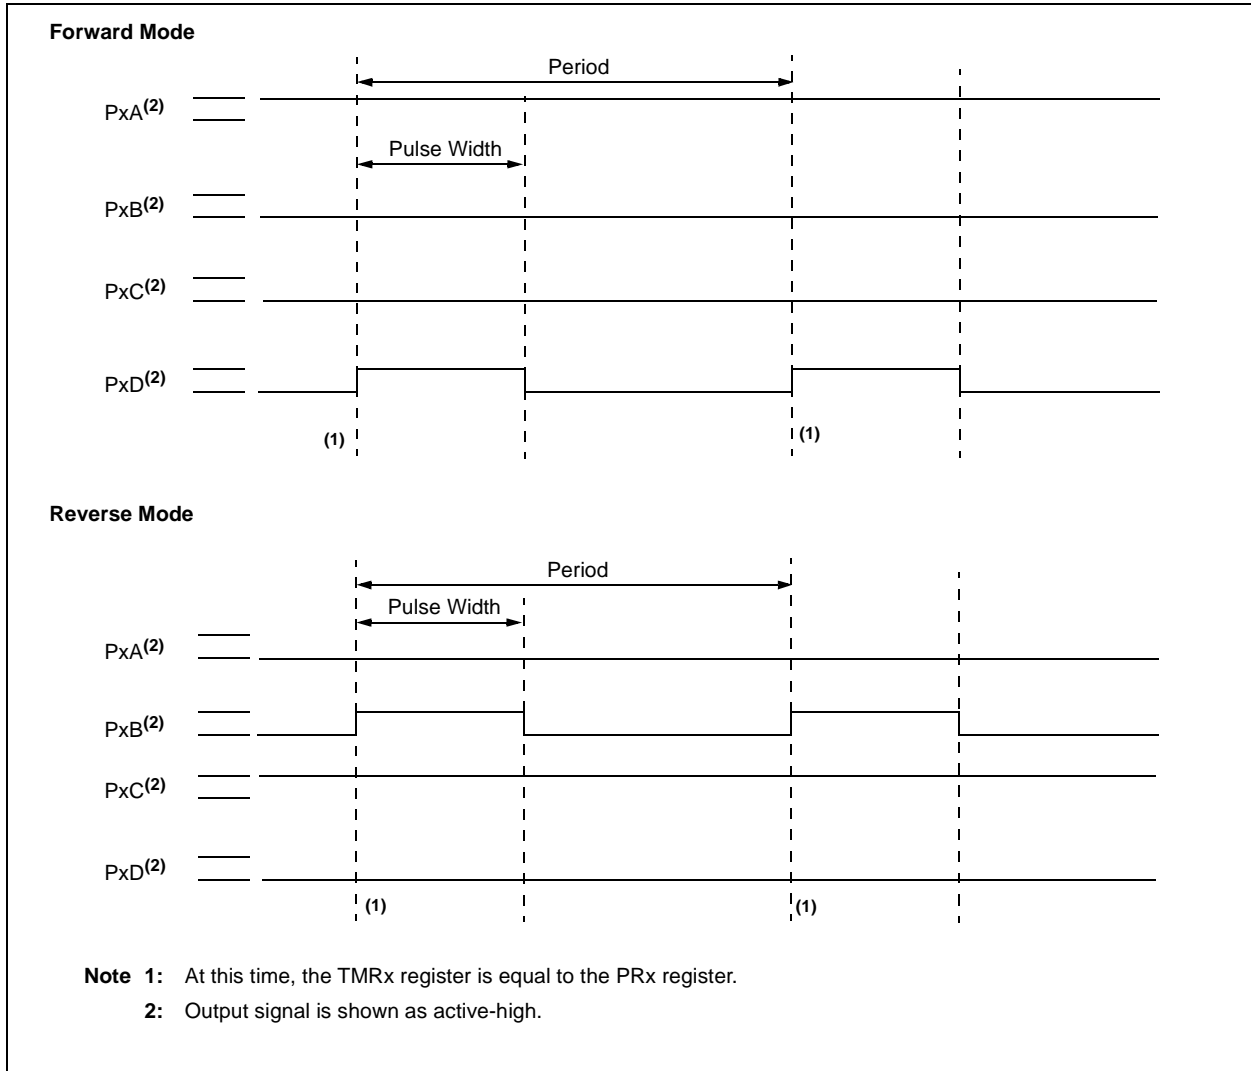 Forward Mode
Period
PxA(2)
Pulse Width
PxB(2)
PxC(2)
PxD(2)
(1) (1)
Reverse Mode
Period
Pulse Width
PxA(2)
PxB(2)
PxC(2)
PxD(2)
(1) (1)
Note 1: At this time, the TMRx register is equal to the PRx register.
2: Output signal is shown as active-high.